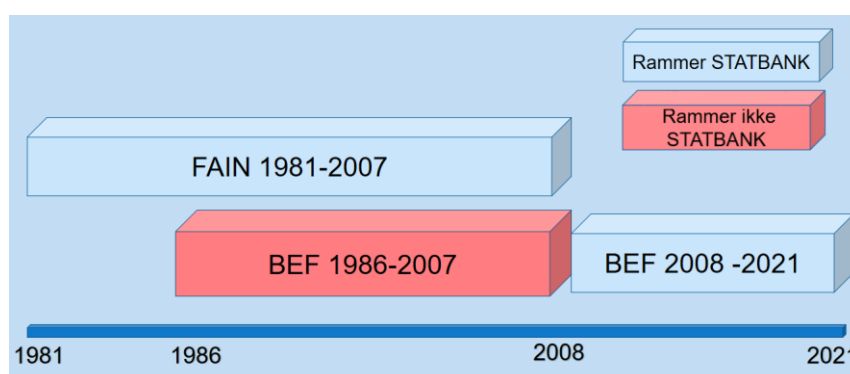 Rammer STATBANK
Rammer ikke
STATBANK
FAIN 1981-2007
BEF 1986-2007
BEF 2008 -2021
1981
1986
2008
2021